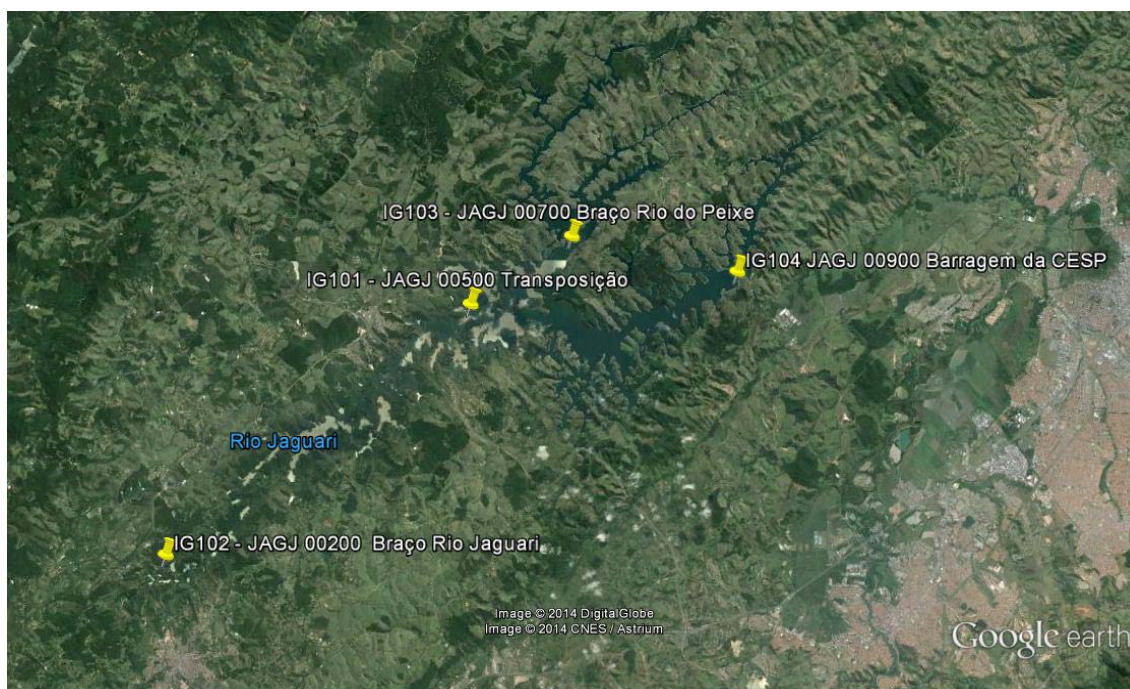 IG103 - JAGJ 00700 Braço Rio do Peixe
IG104 JAGJ 00900 Barragem da CESP
IG101 - JAGJ 00500 Transposição
Rio Jaguari
IG102 - JAGJ 00200  Braço Rio Jaguari
Image © 2014 DigitalGlobe
Image © 2014 CNES / Astrium
Google earth